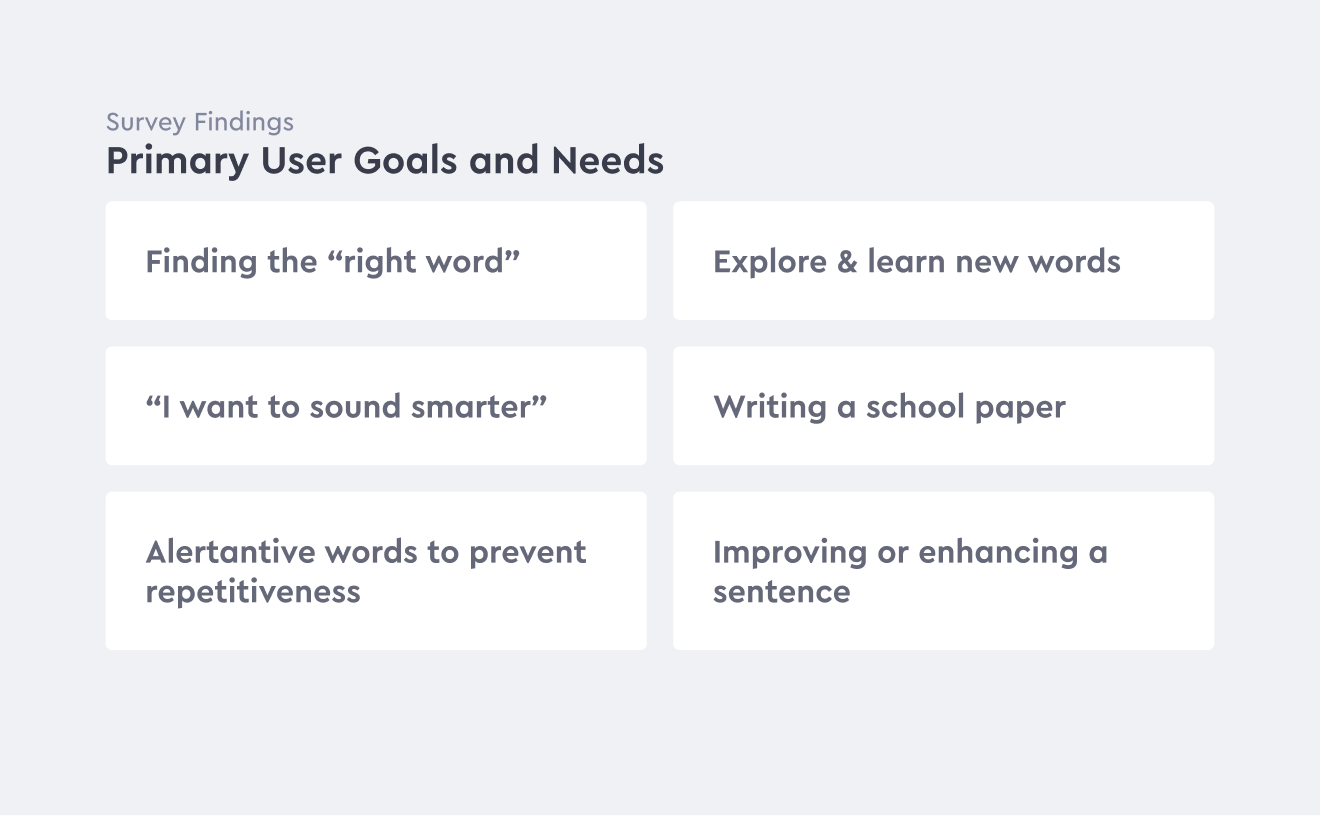 Survey Findings
Primary User Goals and Needs
Finding the “right word”
Explore & learn new words
“I want to sound smarter”
Writing a school paper
Alertantive words to prevent
repetitiveness
Improving or enhancing a
sentence